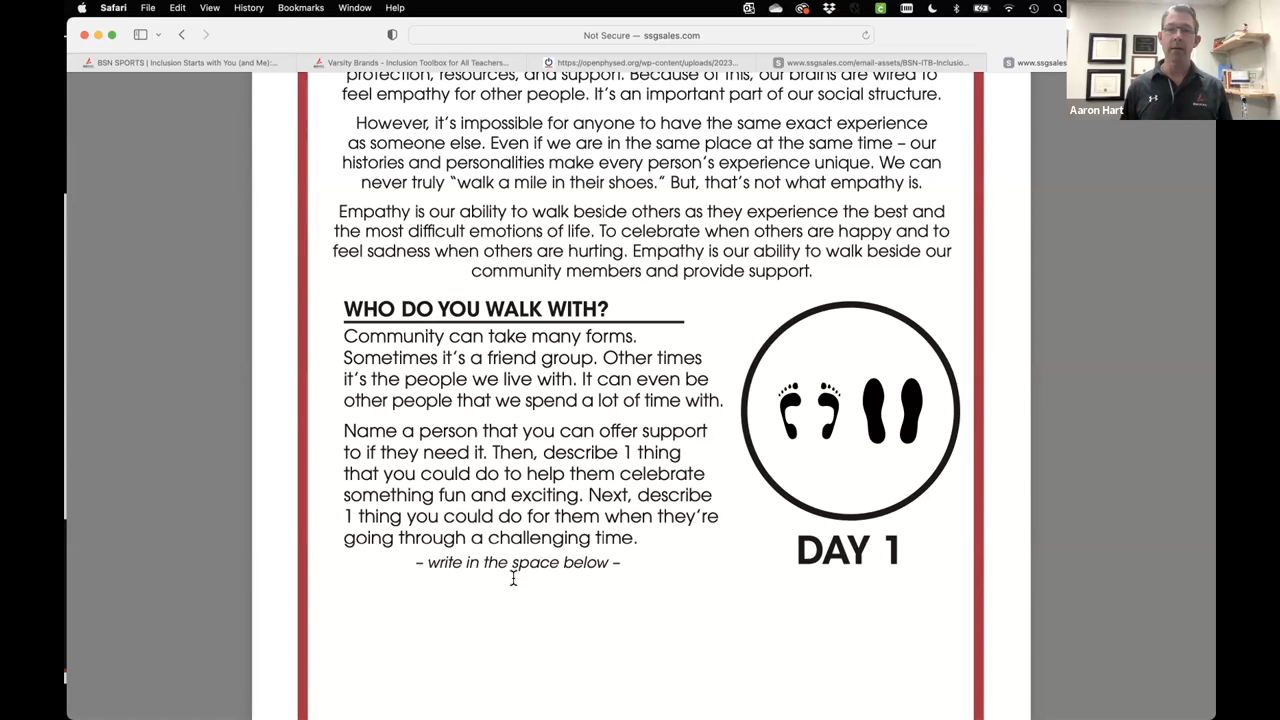 Safari File Edit View History Bookmarks Window Help
Not Secure — ssgsales.com
BSN SPORTS | Inclusion Starts with You (and Me):...
Varsity Brands - Inclusion Toolbox for All Teachers...
https://openphysed.org/wp-content/uploads/2023...
www.ssgsales.com/email-assets/BSN-ITB-Inclusio...
www.ssgsales
Aaron Hart
protection, resources, and support. Because of this, our brains are wired to
feel empathy for other people. It's an important part of our social structure.
However, it's impossible for anyone to have the same exact experience
as someone else. Even if we are in the same place at the same time – our
histories and personalities make every person's experience unique. We can
never truly “walk a mile in their shoes.” But, that's not what empathy is.
Empathy is our ability to walk beside others as they experience the best and
the most difficult emotions of life. To celebrate when others are happy and to
feel sadness when others are hurting. Empathy is our ability to walk beside our
community members and provide support.
WHO DO YOU WALK WITH?
Community can take many forms.
Sometimes it's a friend group. Other times
it's the people we live with. It can even be
other people that we spend a lot of time with.
Name a person that you can offer support
to if they need it. Then, describe 1 thing
that you could do to help them celebrate
something fun and exciting. Next, describe
1 thing you could do for them when they're
going through a challenging time.
– write in the space below –
DAY 1